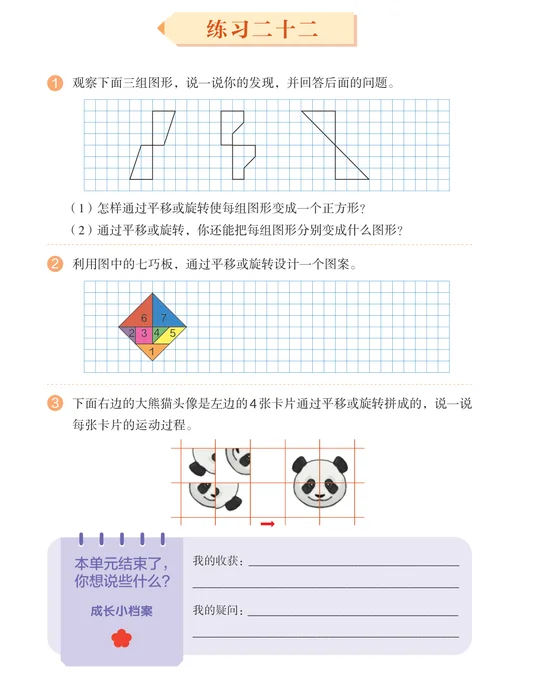 练习二十二
1 观察下面三组图形，说一说你的发现，并回答后面的问题。
（1）怎样通过平移或旋转使每组图形变成一个正方形？
（2）通过平移或旋转，你还能把每组图形分别变成什么图形？
2 利用图中的七巧板，通过平移或旋转设计一个图案。
6 7
2 3 4 5
1
3 下面右边的大熊猫头像是左边的4张卡片通过平移或旋转拼成的，说一说
每张卡片的运动过程。
本单元结束了，
你想说些什么？
成长小档案
我的收获：
我的疑问：